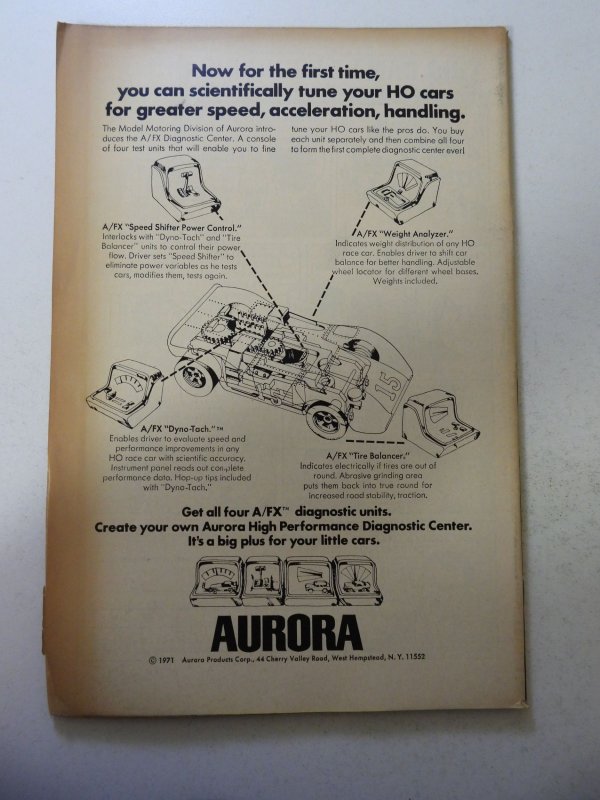 Now for the first time,
you can scientifically tune your HO cars
for greater speed, acceleration, handling.
The Model Motoring Division of Aurora intro-
duces the A/FX Diagnostic Center. A console
of four test units that will enable you to fine
tune your HO cars like the pros do. You buy
each unit separately and then combine all four
to form the first complete diagnostic center ever!
A/FX "Speed Shifter Power Control."
Interlocks with "Dyno-Tach" and "Tire
Balancer" units to control their power
flow. Driver sets "Speed Shifter" to
eliminate power variables as he tests
cars, modifies them, tests again.
A/FX "Weight Analyzer."
Indicates weight distribution of any HO
race car. Enables driver to shift car
balance for better handling. Adjustable
wheel locator for different wheel bases.
Weights included.
15
A/FX "Dyno-Tach."™
Enables driver to evaluate speed and
performance improvements in any
HO race car with scientific accuracy.
Instrument panel reads out complete
performance data. Hop-up tips included
with "Dyno-Tach."
A/FX "Tire Balancer."
Indicates electrically if tires are out of
round. Abrasive grinding area
puts them back into true round for
increased road stability, traction.
Get all four A/FX™ diagnostic units.
Create your own Aurora High Performance Diagnostic Center.
It's a big plus for your little cars.
AURORA
© 1971 Aurora Products Corp., 44 Cherry Valley Road, West Hempstead, N.Y. 11552